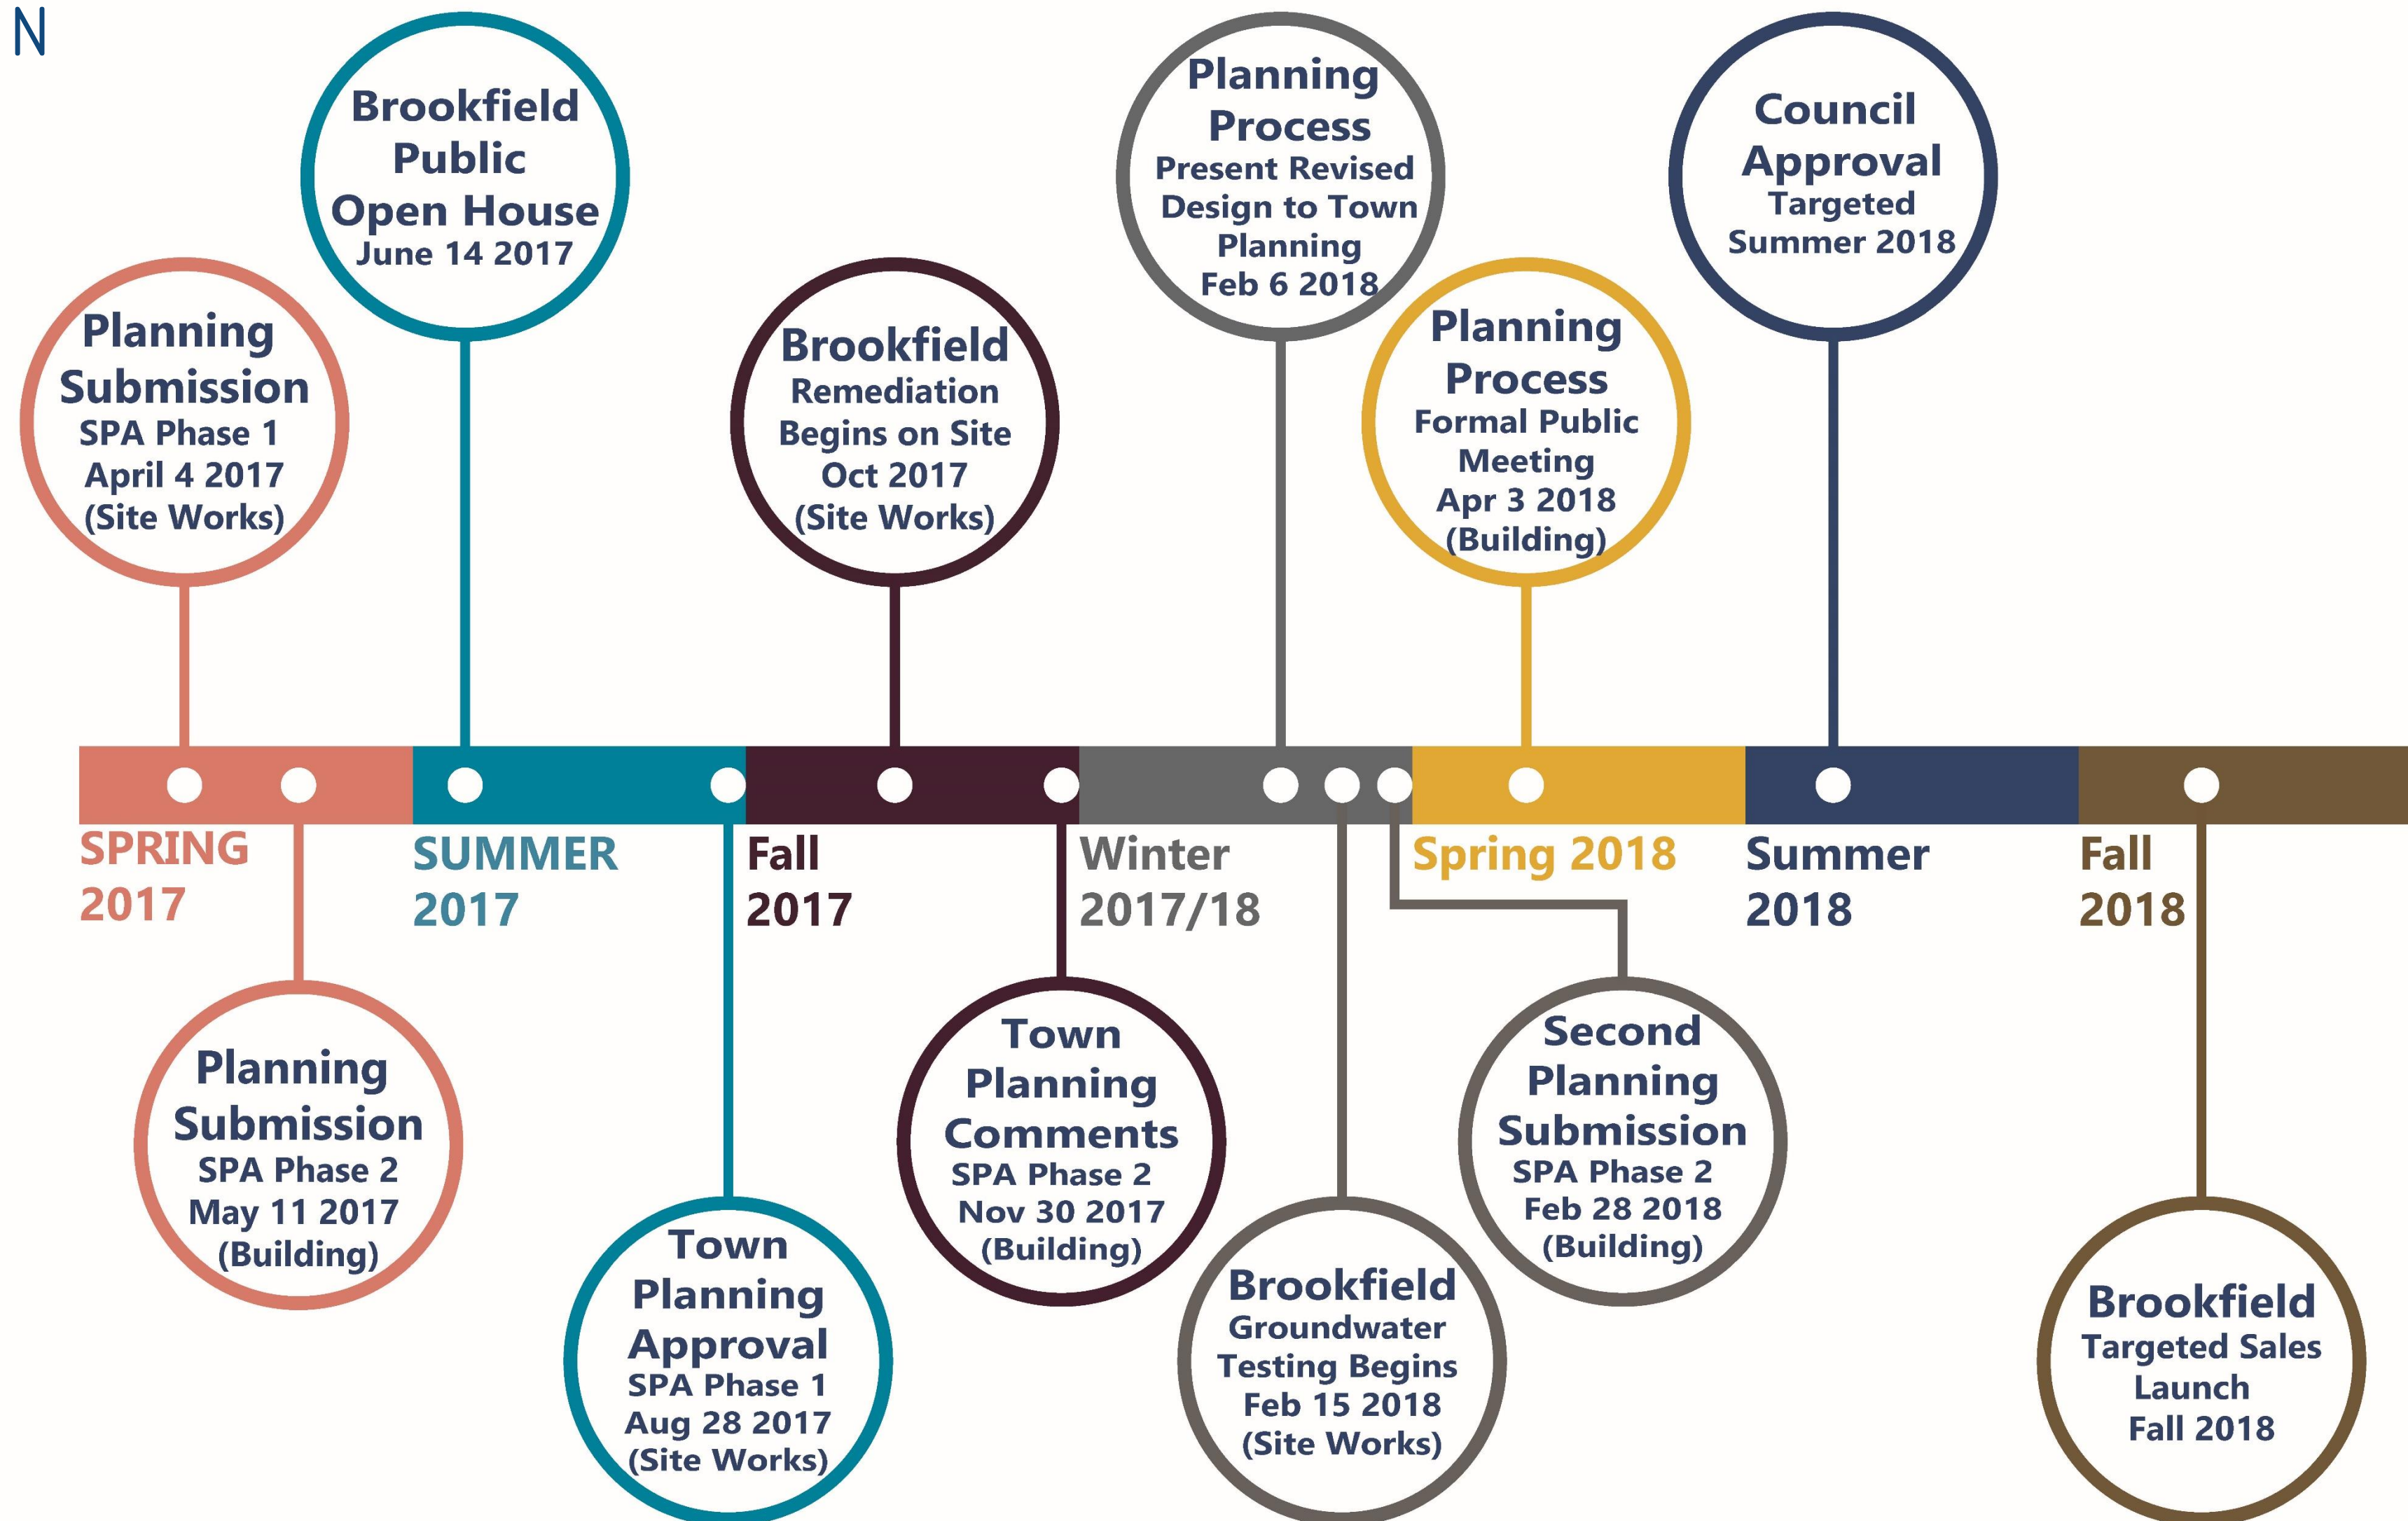 N
Planning
Submission
SPA Phase 1
April 4 2017
(Site Works)
Brookfield
Public
Open House
June 14 2017
Brookfield
Remediation
Begins on Site
Oct 2017
(Site Works)
Planning
Process
Present Revised
Design to Town
Planning
Feb 6 2018
Planning
Process
Formal Public
Meeting
Apr 3 2018
(Building)
Council
Approval
Targeted
Summer 2018
SPRING
2017
SUMMER
2017
Fall
2017
Winter
2017/18
Spring 2018
Summer
2018
Fall
2018
Planning
Submission
SPA Phase 2
May 11 2017
(Building)
Town
Planning
Approval
SPA Phase 1
Aug 28 2017
(Site Works)
Town
Planning
Comments
SPA Phase 2
Nov 30 2017
(Building)
Brookfield
Groundwater
Testing Begins
Feb 15 2018
(Site Works)
Second
Planning
Submission
SPA Phase 2
Feb 28 2018
(Building)
Brookfield
Targeted Sales
Launch
Fall 2018